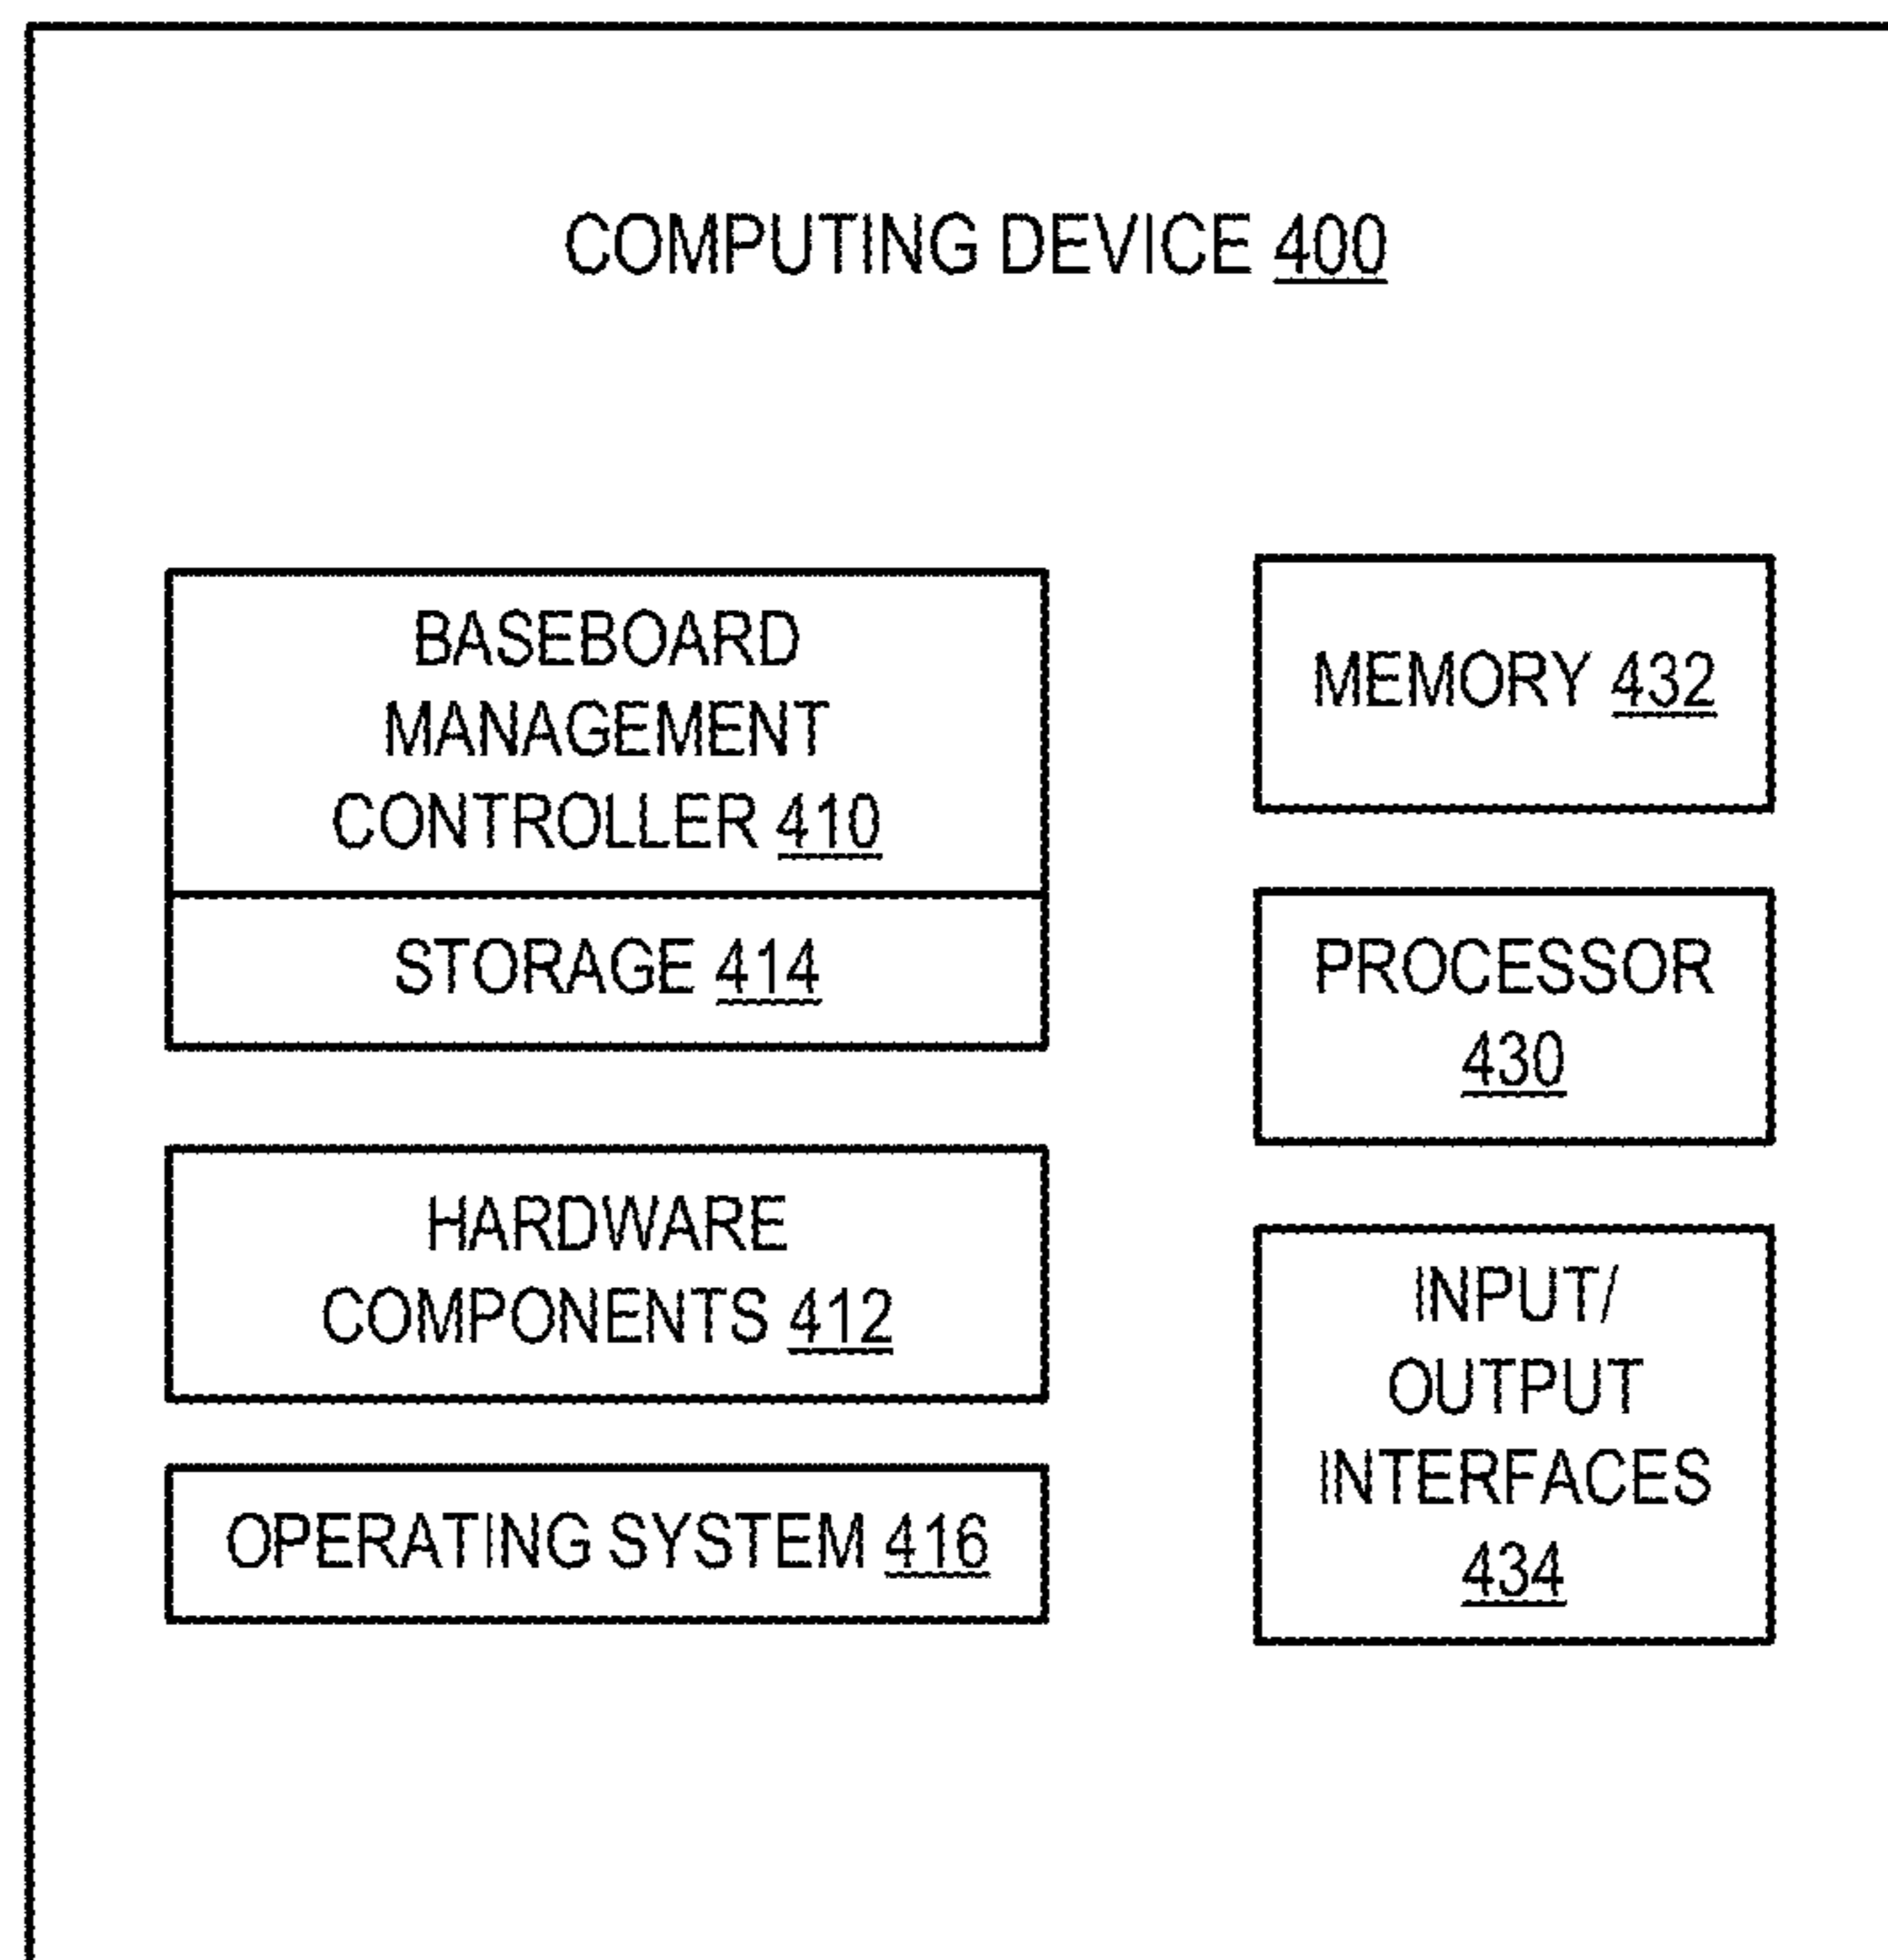 COMPUTING DEVICE 400
BASEBOARD
MANAGEMENT
CONTROLLER 410
STORAGE 414
HARDWARE
COMPONENTS 412
OPERATING SYSTEM 416
MEMORY 432
PROCESSOR
430
INPUT/
OUTPUT
INTERFACES
434